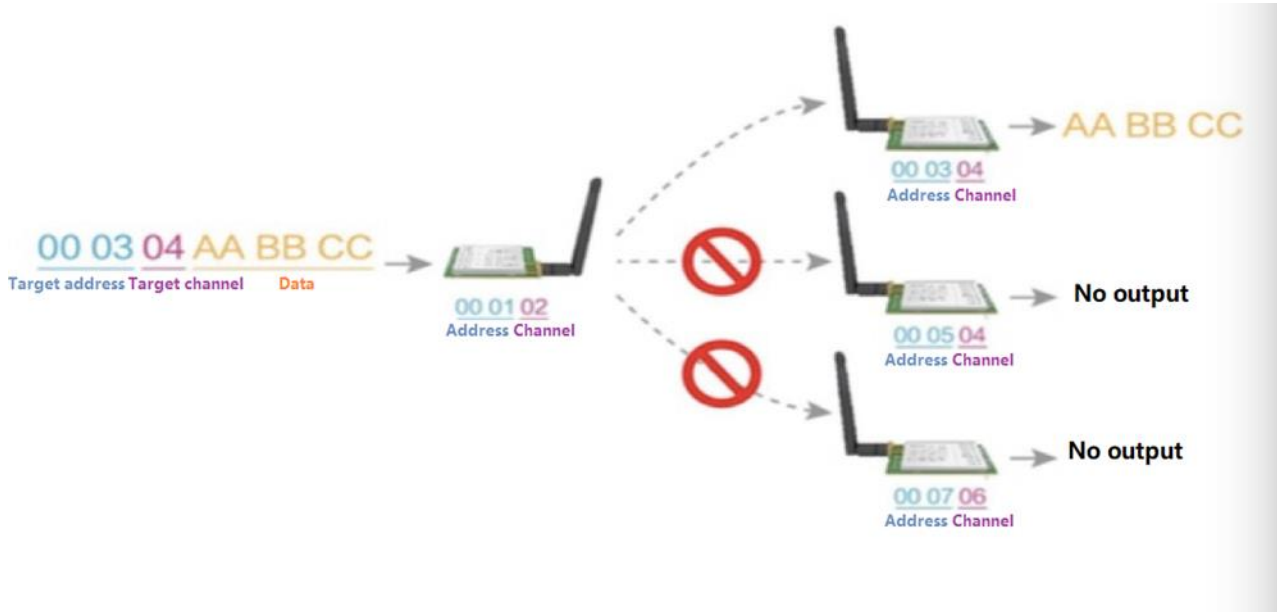 00 03 04 AA BB CC
Target address Target channel Data
00 01 02
Address Channel
AA BB CC
00 03 04
Address Channel
No output
00 05 04
Address Channel
No output
00 07 06
Address Channel